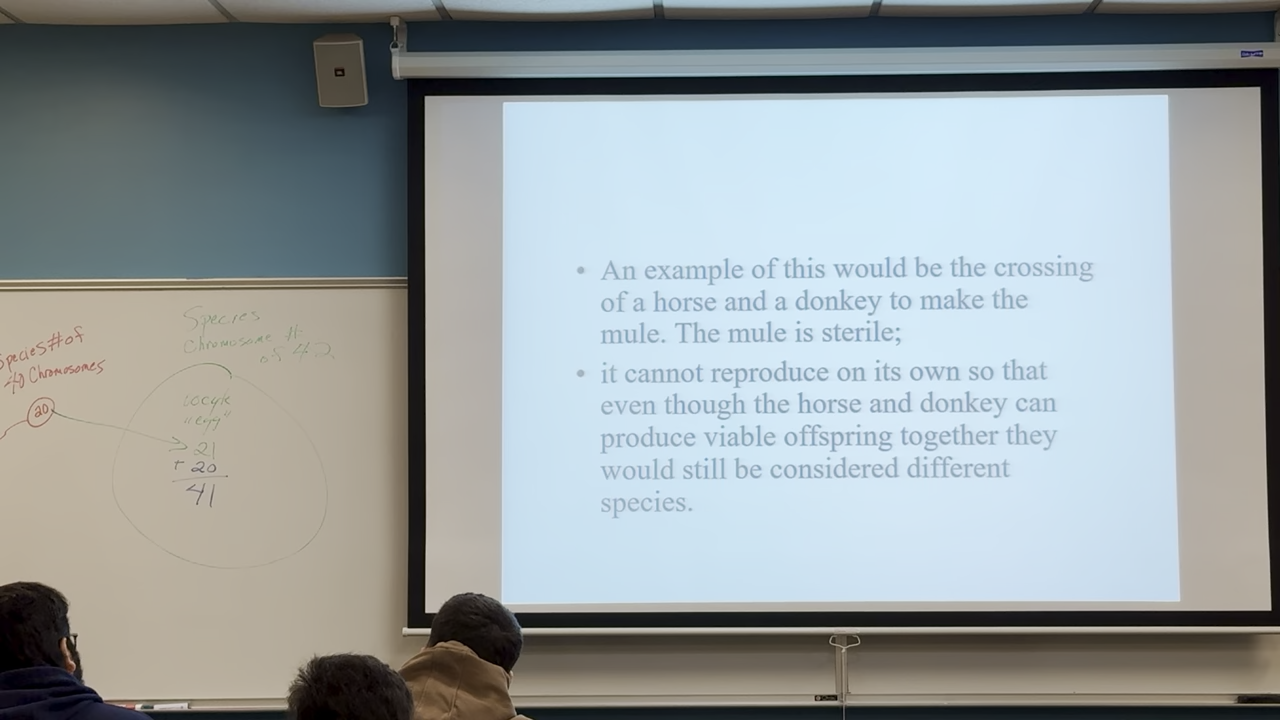 Species # of
40 Chromosomes
20
Species
Chromosome #
of 42
oocyte
"egg"
21
+ 20
41
• An example of this would be the crossing
of a horse and a donkey to make the
mule. The mule is sterile;
• it cannot reproduce on its own so that
even though the horse and donkey can
produce viable offspring together they
would still be considered different
species.